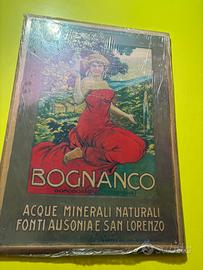 BOGNANCO
ACQUE MINERALI NATURALI
FONTI AUSONIA E SAN LORENZO